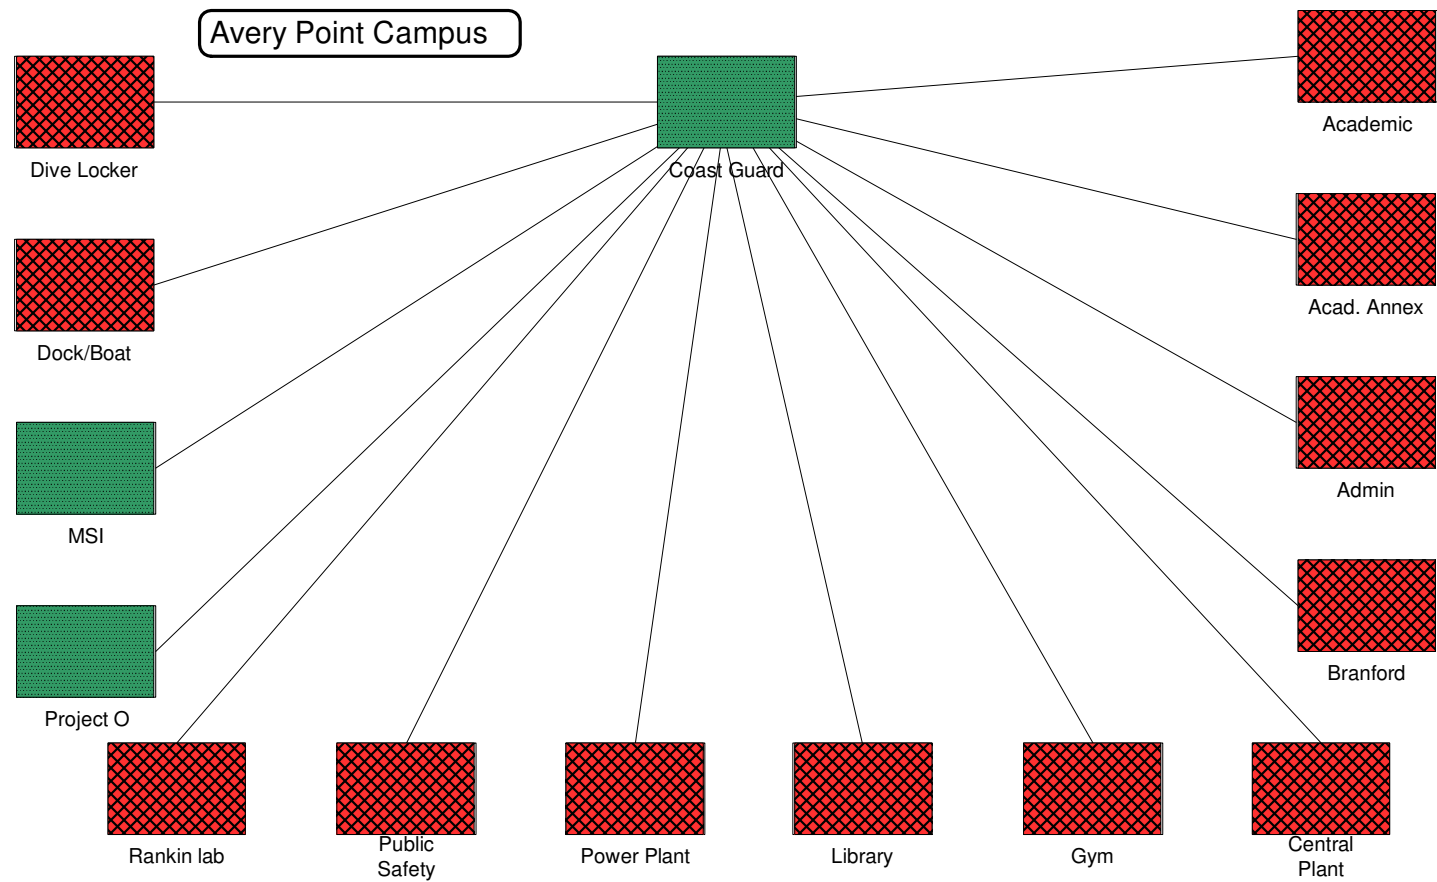 Avery Point Campus
Academic
Dive Locker
Coast Guard
Acad. Annex
Dock/Boat
Admin
MSI
Branford
Project O
Rankin lab
Public
Safety
Power Plant
Library
Gym
Central
Plant